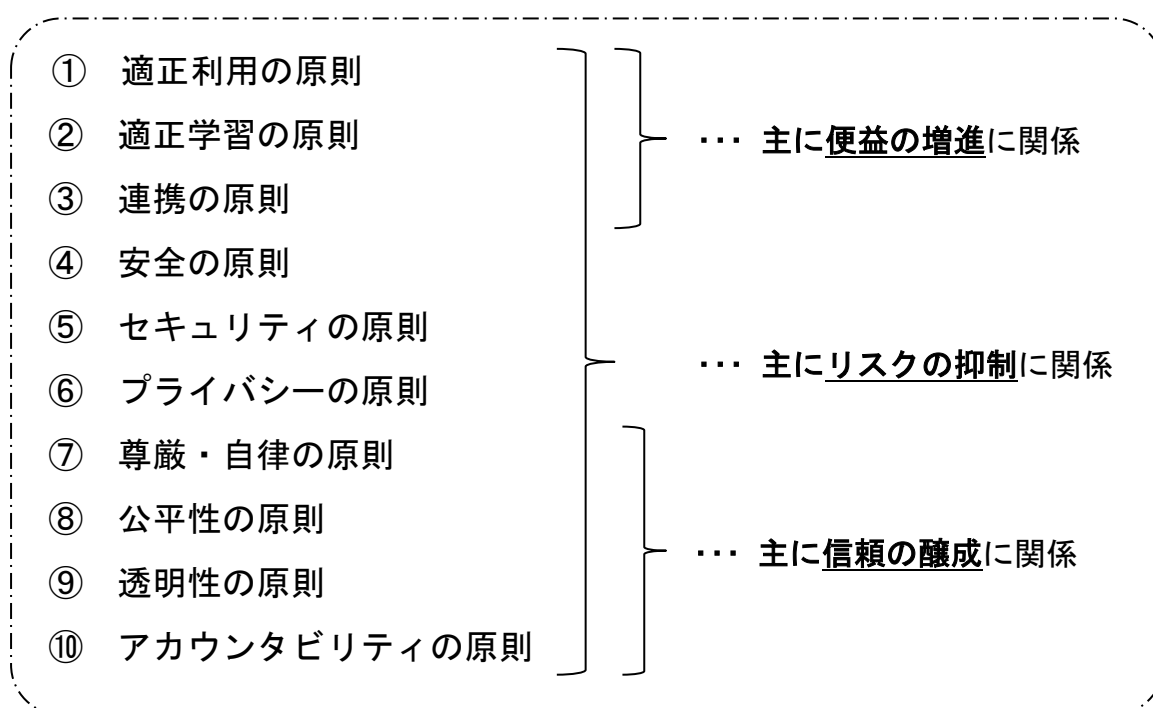 ① 適正利用の原則
② 適正学習の原則
･･･ 主に便益の増進に関係
③ 連携の原則
④ 安全の原則
⑤ セキュリティの原則
･･･ 主にリスクの抑制に関係
⑥ プライバシーの原則
⑦ 尊厳・自律の原則
⑧ 公平性の原則
･･･ 主に信頼の醸成に関係
⑨ 透明性の原則
⑩ アカウンタビリティの原則